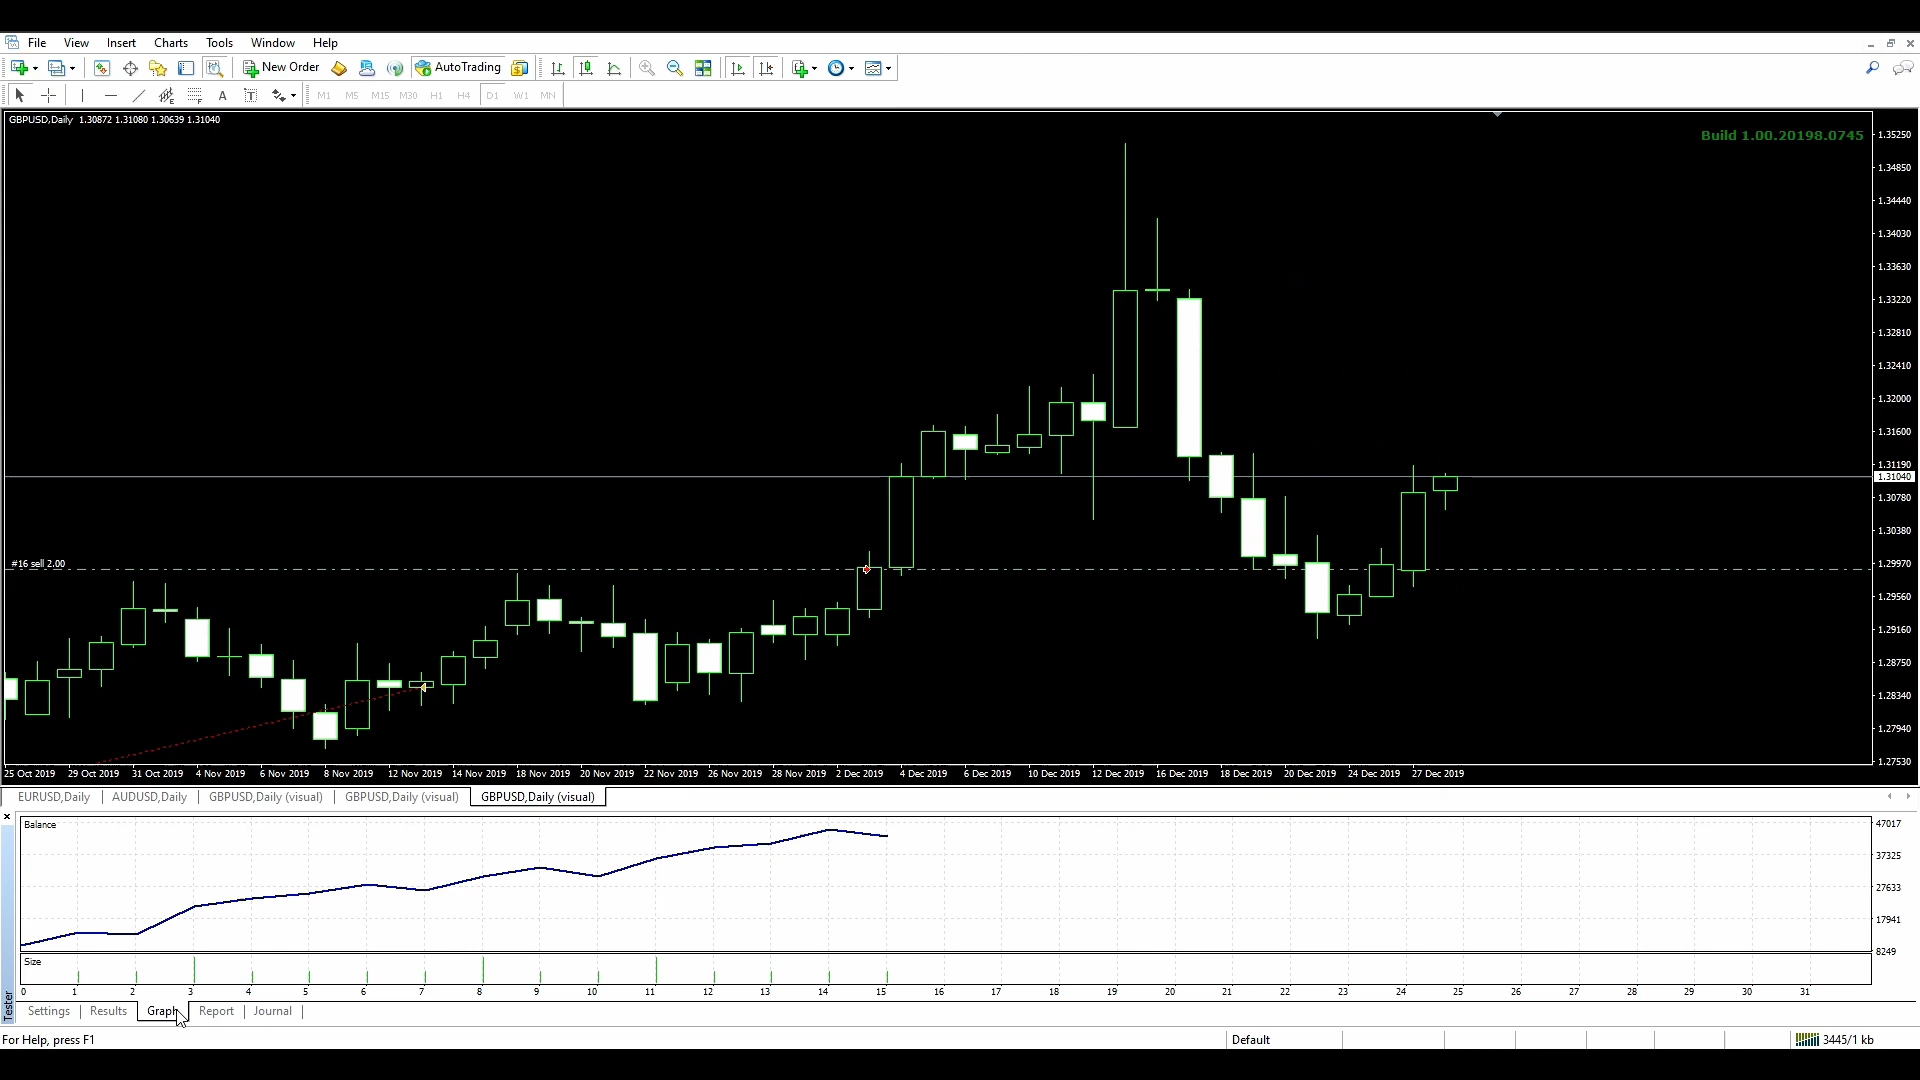 File View Insert Charts Tools Window Help
New Order AutoTrading
A T M1 M5 M15 M30 H1 H4 D1 W1 MN
GBPUSD,Daily 1.30872 1.31080 1.30639 1.31040
Build 1.00.20198.0745
1.35250
1.34850
1.34440
1.34030
1.33630
1.33220
1.32810
1.32410
1.32000
1.31600
1.31190
1.31040
1.30780
1.30380
#16 sell 2.00
1.29970
1.29560
1.29160
1.28750
1.28340
1.27940
1.27530
25 Oct 2019 29 Oct 2019 31 Oct 2019 4 Nov 2019 6 Nov 2019 8 Nov 2019 12 Nov 2019 14 Nov 2019 18 Nov 2019 20 Nov 2019 22 Nov 2019 26 Nov 2019 28 Nov 2019 2 Dec 2019 4 Dec 2019 6 Dec 2019 10 Dec 2019 12 Dec 2019 16 Dec 2019 18 Dec 2019 20 Dec 2019 24 Dec 2019 27 Dec 2019
EURUSD,Daily AUDUSD,Daily GBPUSD,Daily (visual) GBPUSD,Daily (visual) GBPUSD,Daily (visual)
Balance
47017
37325
27633
17941
8249
Size
0 1 2 3 4 5 6 7 8 9 10 11 12 13 14 15 16 17 18 19 20 21 22 23 24 25 26 27 28 29 30 31
Tester
Settings Results Graph Report Journal
For Help, press F1 Default 3445/1 kb